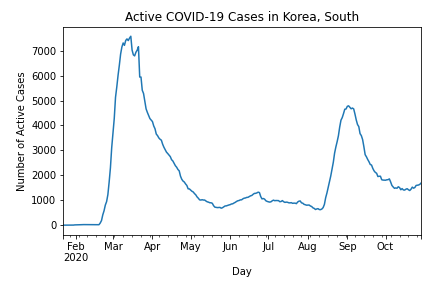 Active COVID-19 Cases in Korea, South
Number of Active Cases
7000
6000
5000
4000
3000
2000
1000
0
Feb Mar Apr May Jun Jul Aug Sep Oct
2020
Day